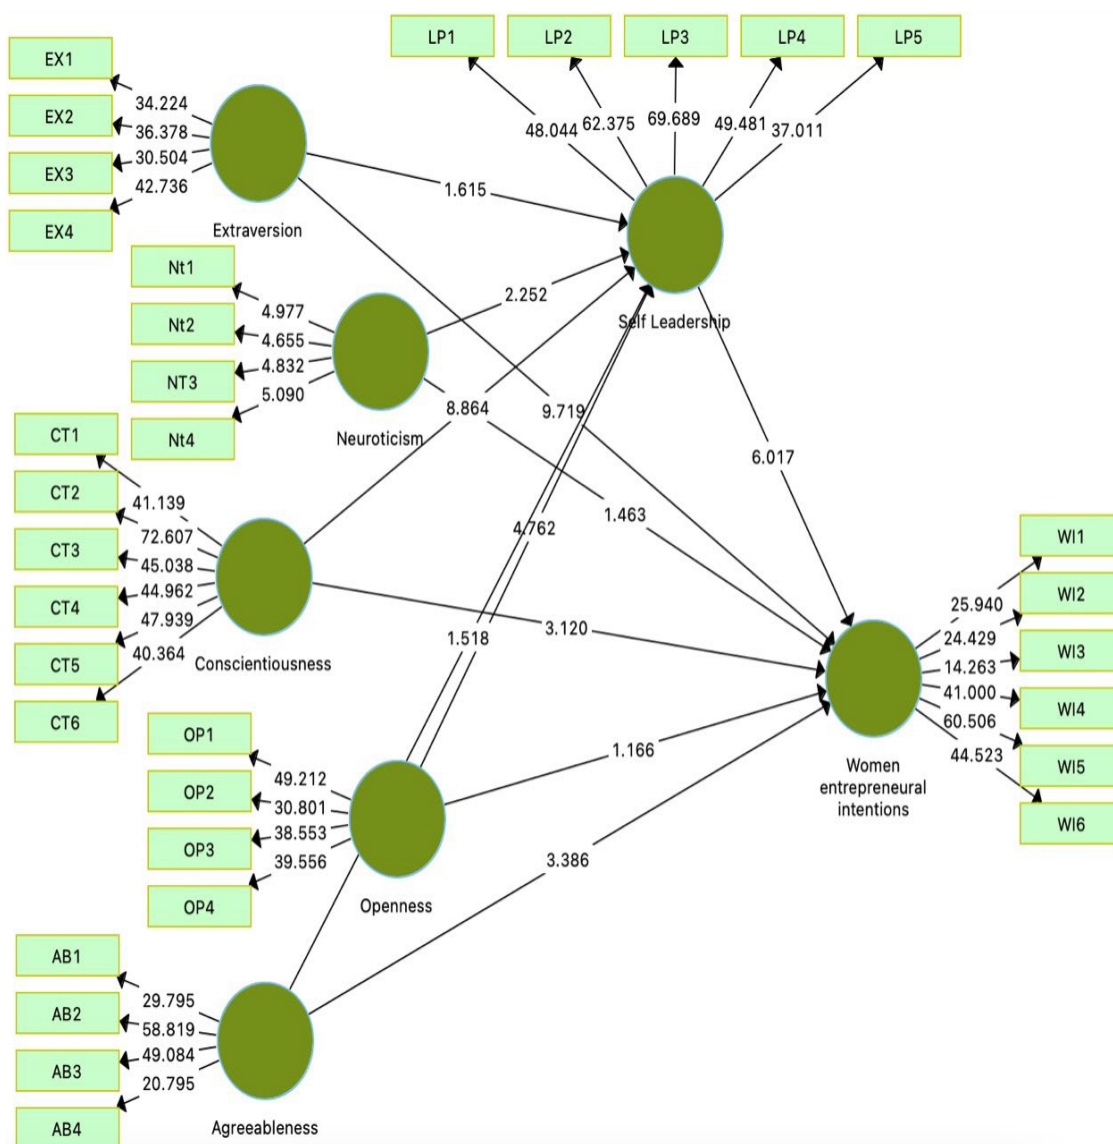 LP1
LP2
LP3
LP4
LP5
EX1
EX2
EX3
EX4
34.224
36.378
30.504
42.736
Extraversion
48.044
62.375
69.689
49.481
37.011
1.615
Self Leadership
Nt1
Nt2
NT3
Nt4
4.977
4.655
4.832
5.090
Neuroticism
2.252
8.864
9.719
6.017
1.463
4.762
CT1
CT2
CT3
CT4
CT5
CT6
41.139
72.607
45.038
44.962
47.939
40.364
Conscientiousness
3.120
1.518
WI1
WI2
WI3
WI4
WI5
WI6
25.940
24.429
14.263
41.000
60.506
44.523
Women
entrepreneural
intentions
OP1
OP2
OP3
OP4
49.212
30.801
38.553
39.556
Openness
1.166
3.386
AB1
AB2
AB3
AB4
29.795
58.819
49.084
20.795
Agreeableness